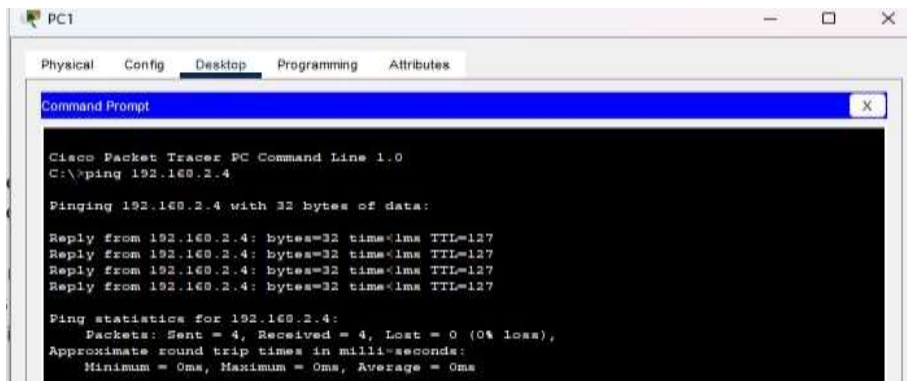 PC1
Physical Config Desktop Programming Attributes
Command Prompt X
Cisco Packet Tracer PC Command Line 1.0
C:\>ping 192.168.2.4
Pinging 192.168.2.4 with 32 bytes of data:
Reply from 192.168.2.4: bytes=32 time<1ms TTL=127
Reply from 192.168.2.4: bytes=32 time<1ms TTL=127
Reply from 192.168.2.4: bytes=32 time<1ms TTL=127
Reply from 192.168.2.4: bytes=32 time<1ms TTL=127
Ping statistics for 192.168.2.4:
Packets: Sent = 4, Received = 4, Lost = 0 (0% loss),
Approximate round trip times in milli-seconds:
Minimum = 0ms, Maximum = 0ms, Average = 0ms